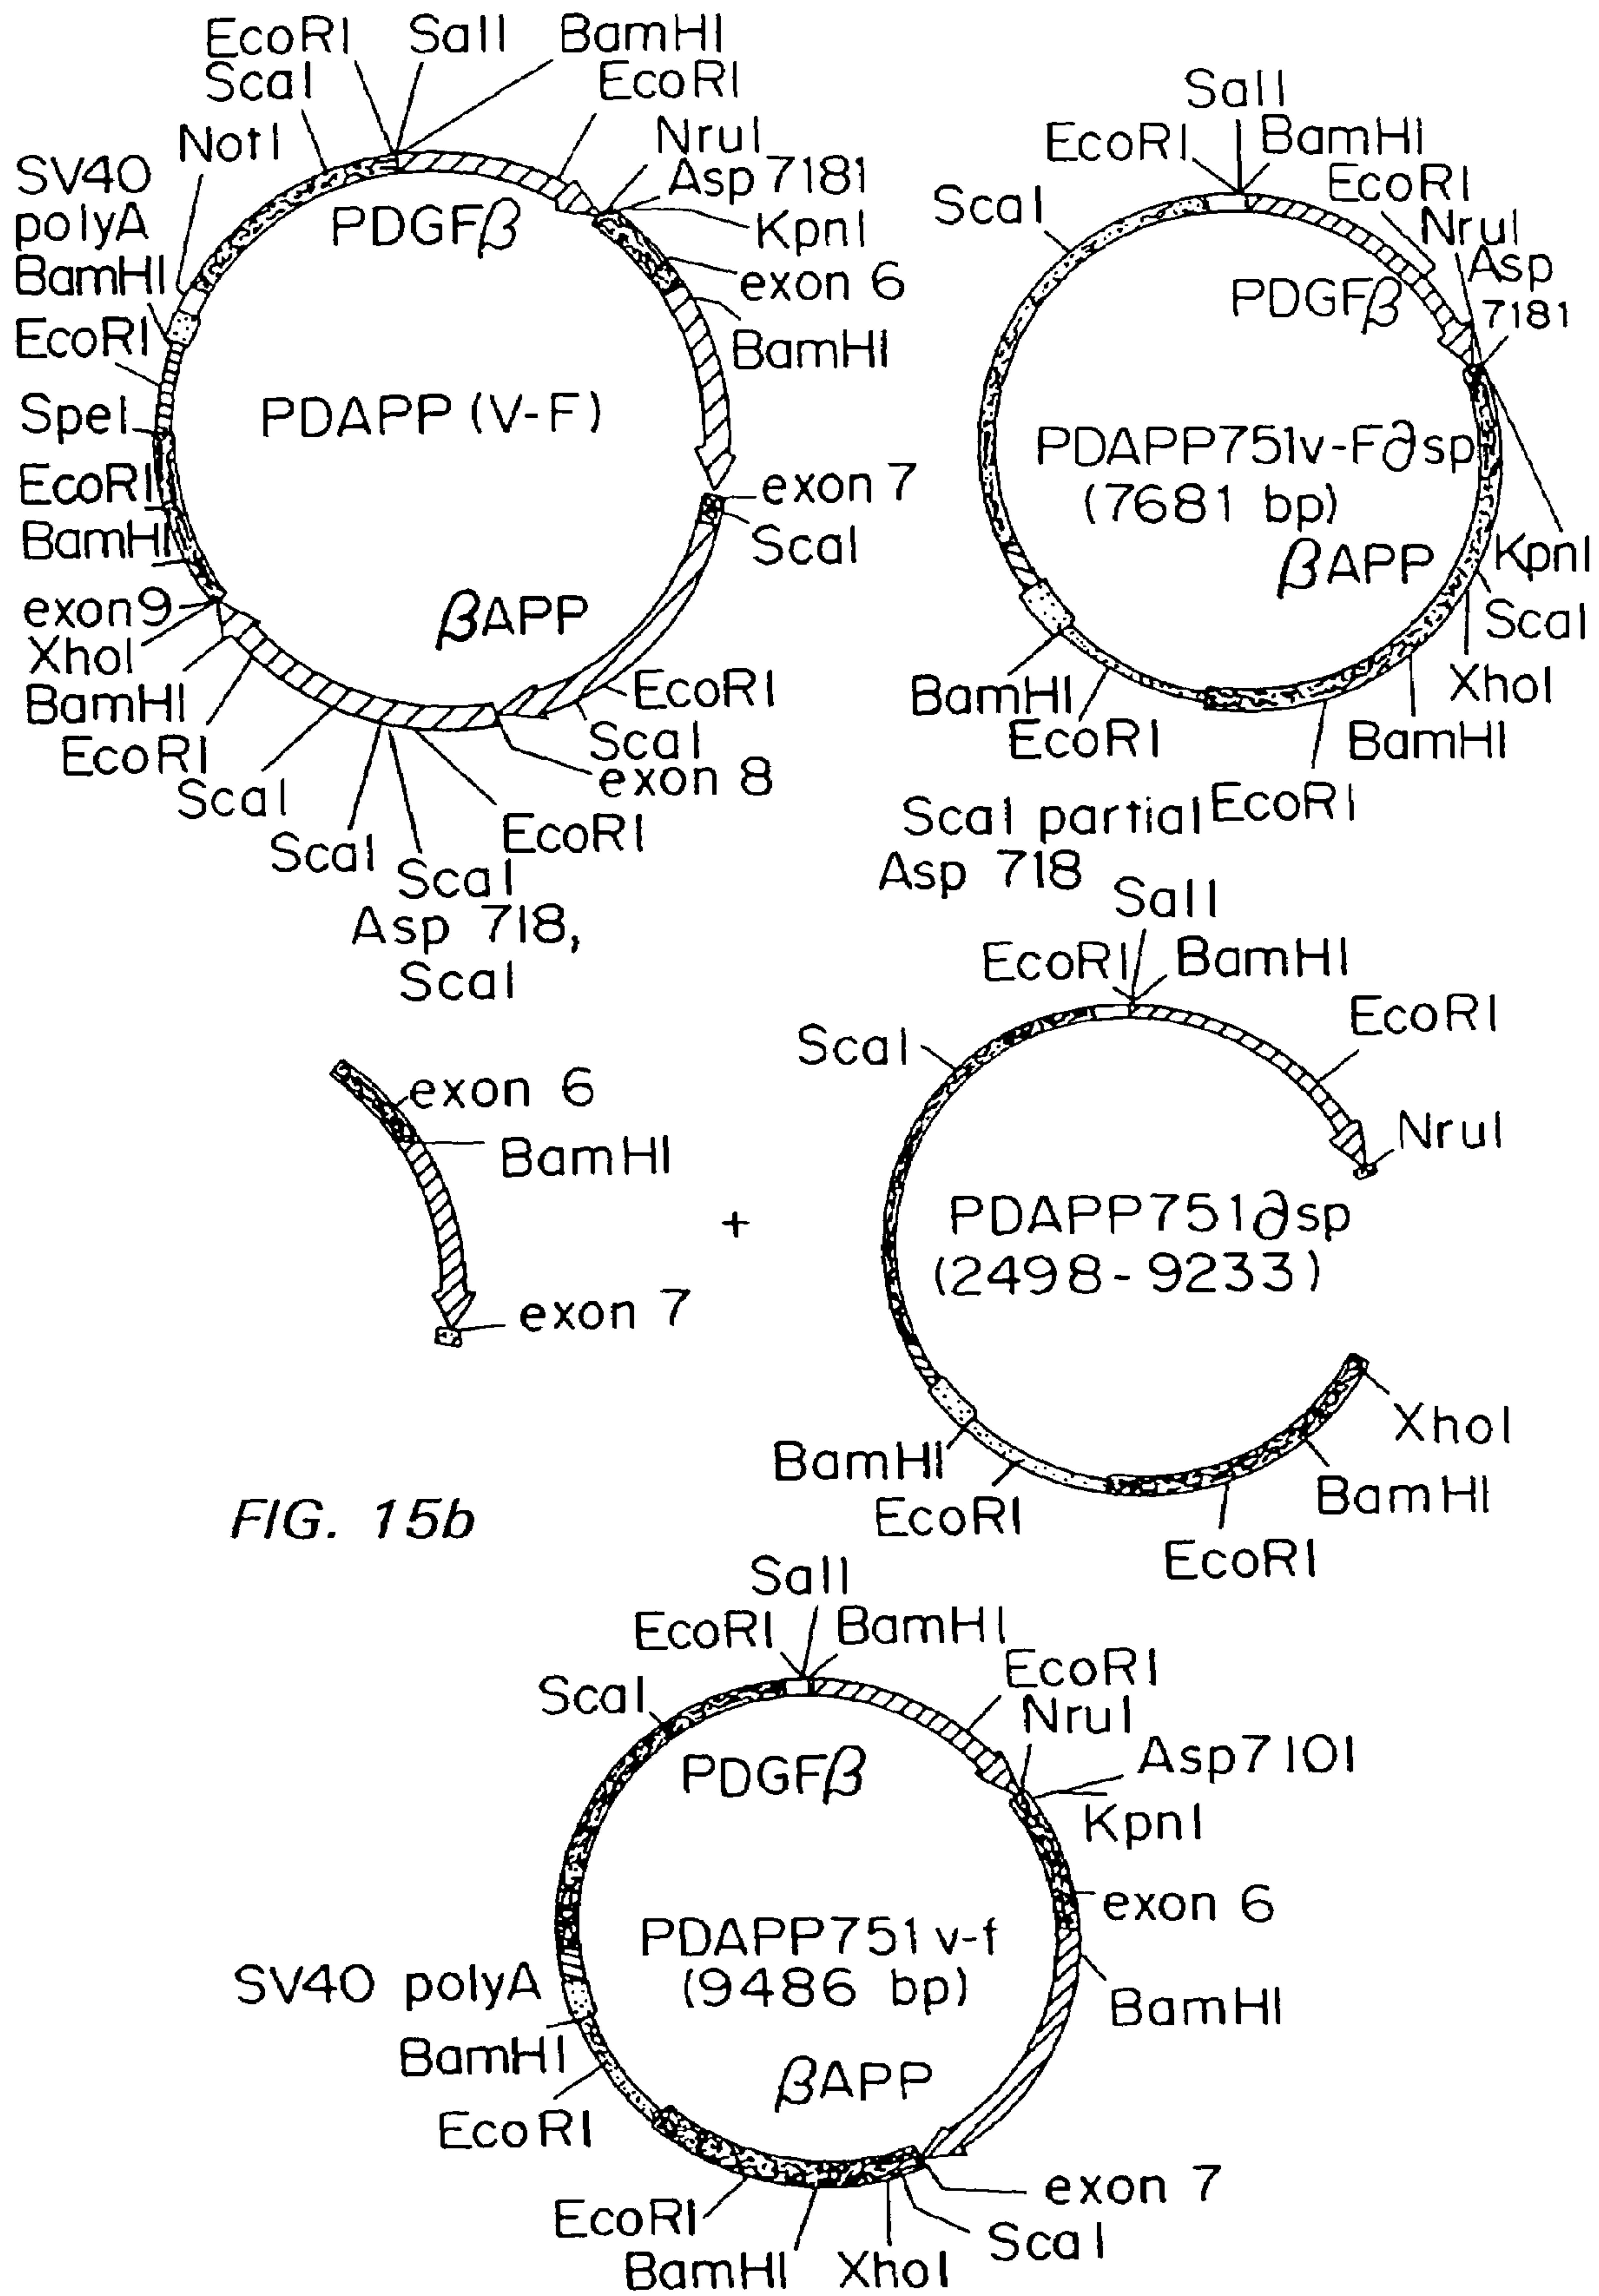 EcoRI
SalI
BamHI
ScaI
EcoRI
NotI
NruI
SV40
polyA
Asp 7181
PDGFβ
KpnI
BamHI
exon 6
EcoRI
BamHI
SpeI
PDAPP (V-F)
EcoRI
exon 7
BamHI
ScaI
exon 9
βAPP
XhoI
BamHI
EcoRI
EcoRI
ScaI
ScaI
exon 8
ScaI
EcoRI
ScaI
Asp 718,
ScaI
SalI
EcoRI
BamHI
EcoRI
ScaI
NruI
Asp
7181
PDGFβ
PDAPP751v-F∂sp
(7681 bp)
βAPP
KpnI
ScaI
XhoI
BamHI
BamHI
EcoRI
EcoRI
ScaI partial
Asp 718
exon 6
BamHI
exon 7
+
SalI
EcoRI
BamHI
EcoRI
ScaI
NruI
PDAPP751∂sp
(2498-9233)
XhoI
BamHI
BamHI
EcoRI
EcoRI
FIG. 15b
SalI
EcoRI
BamHI
EcoRI
ScaI
NruI
Asp7101
PDGFβ
KpnI
exon 6
PDAPP751 v-f
(9486 bp)
SV40 polyA
BamHI
BamHI
βAPP
EcoRI
exon 7
EcoRI
ScaI
BamHI
XhoI